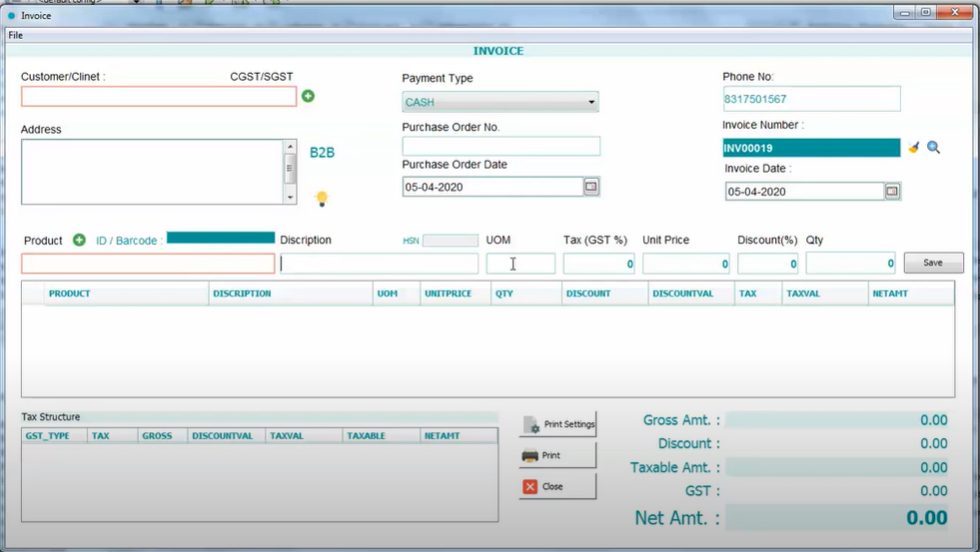 Invoice
File
INVOICE
Customer/Clinet : CGST/SGST
Payment Type
Phone No:
CASH
8317501567
Address
Purchase Order No.
Invoice Number :
B2B
INV00019
Purchase Order Date
Invoice Date :
05-04-2020
05-04-2020
Product ID / Barcode : Discription HSN UOM Tax (GST %) Unit Price Discount(%) Qty
0 0 0 0 Save
PRODUCT DISCRIPTION UOM UNITPRICE QTY DISCOUNT DISCOUNTVAL TAX TAXVAL NETAMT
Tax Structure
GST_TYPE TAX GROSS DISCOUNTVAL TAXVAL TAXABLE NETAMT
Print Settings
Print
Close
Gross Amt. : 0.00
Discount : 0.00
Taxable Amt. : 0.00
GST : 0.00
Net Amt. : 0.00